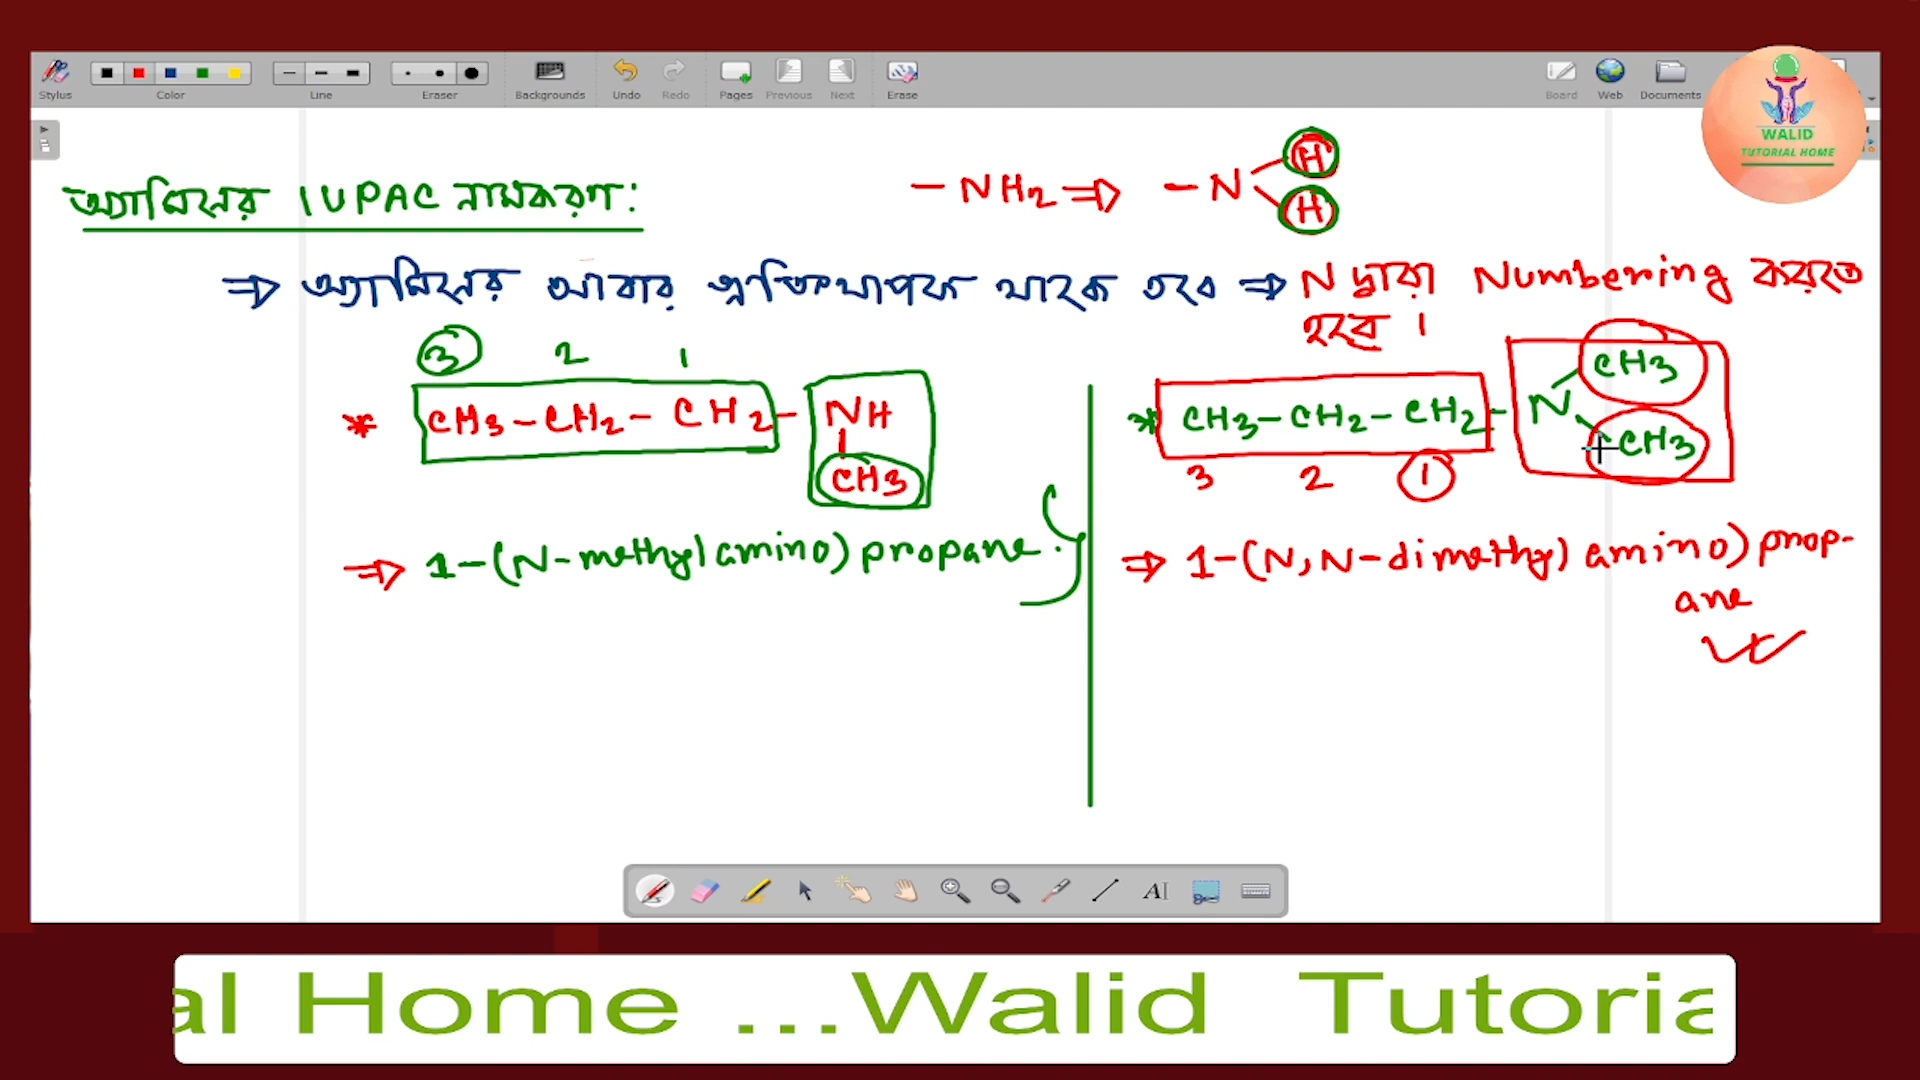 Stylus
Color
Line
Eraser
Backgrounds
Undo
Redo
Pages
Previous
Next
Erase
Board
Web
Documents
WALID
TUTORIAL HOME
অ্যামিনের IUPAC নামকরণ:
-NH2 ⇒ -N H H
⇒ অ্যামিনের আবার প্রতিস্থাপক থাকে তবে ⇒ N দ্বারা Numbering করতে
হবে।
3 2 1
* CH3-CH2-CH2-NH
CH3
⇒ 1-(N-methylamino)propane.
CH3
* CH3-CH2-CH2-N
CH3
3 2 1
⇒ 1-(N,N-dimethyl amino)prop-
ane
al Home ...Walid Tutoria